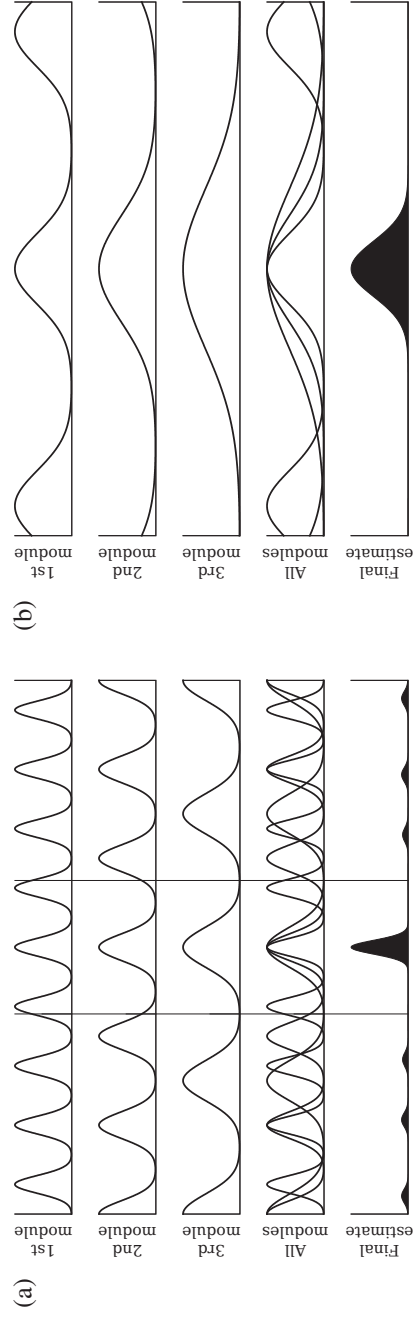 (a)
1st
module
2nd
module
3rd
module
All
modules
Final
estimate
(b)
1st
module
2nd
module
3rd
module
All
modules
Final
estimate